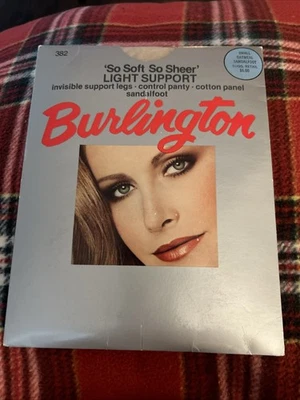 382
'So Soft So Sheer'
LIGHT SUPPORT
invisible support legs · control panty · cotton panel
sandalfoot
Burlington